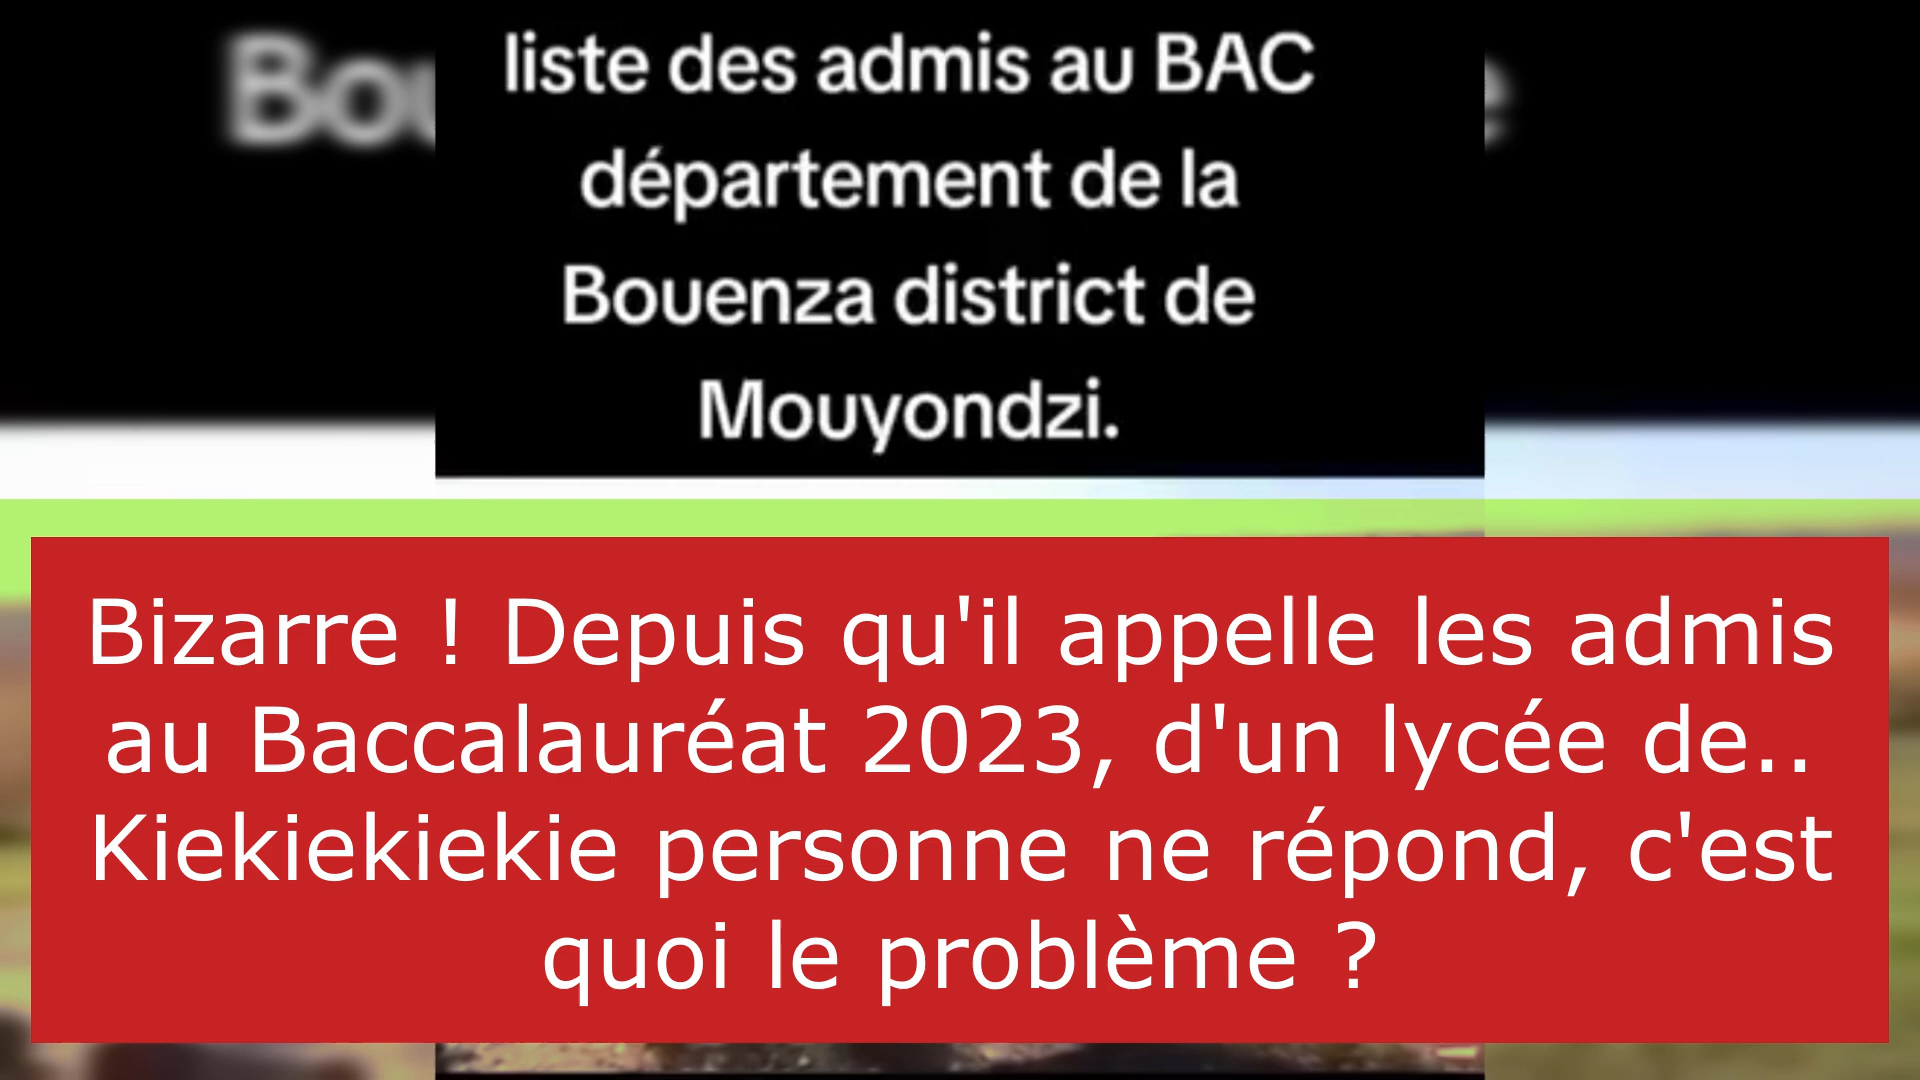 liste des admis au BAC
département de la
Bouenza district de
Mouyondzi.
Bizarre ! Depuis qu'il appelle les admis
au Baccalauréat 2023, d'un lycée de..
Kiekiekiekie personne ne répond, c'est
quoi le problème ?